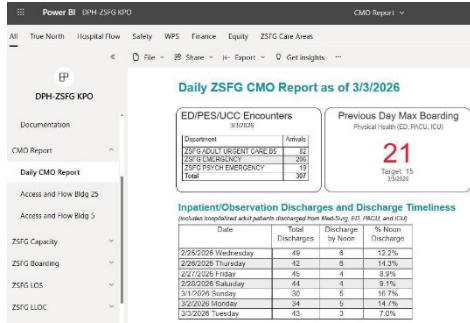 Power BI DPH-ZSFG KPO
CMO Report
All True North Hospital Flow Safety WPS Finance Equity ZSFG Care Areas
File Share Export Get insights
DPH-ZSFG KPO
Documentation
CMO Report
Daily CMO Report
Access and Flow Bldg 25
Access and Flow Bldg 5
ZSFG Capacity
ZSFG Boarding
ZSFG LOS
ZSFG LLOC
Daily ZSFG CMO Report as of 3/3/2026
ED/PES/UCC Encounters
3/3/2026
Department Arrivals
ZSFG ADULT URGENT CARE B5 82
ZSFG EMERGENCY 206
ZSFG PSYCH EMERGENCY 19
Total 307
Previous Day Max Boarding
Physical Health (ED, PACU, ICU)
21
Target: 15
3/3/2026
Inpatient/Observation Discharges and Discharge Timeliness
(Includes hospitalized adult patients discharged from Med-Surg, ED, PACU, and ICU)
Date Total Discharges Discharge by Noon % Noon Discharge
2/25/2026 Wednesday 49 6 12.2%
2/26/2026 Thursday 42 6 14.3%
2/27/2026 Friday 45 4 8.9%
2/28/2026 Saturday 44 4 9.1%
3/1/2026 Sunday 30 5 16.7%
3/2/2026 Monday 34 5 14.7%
3/3/2026 Tuesday 43 3 7.0%